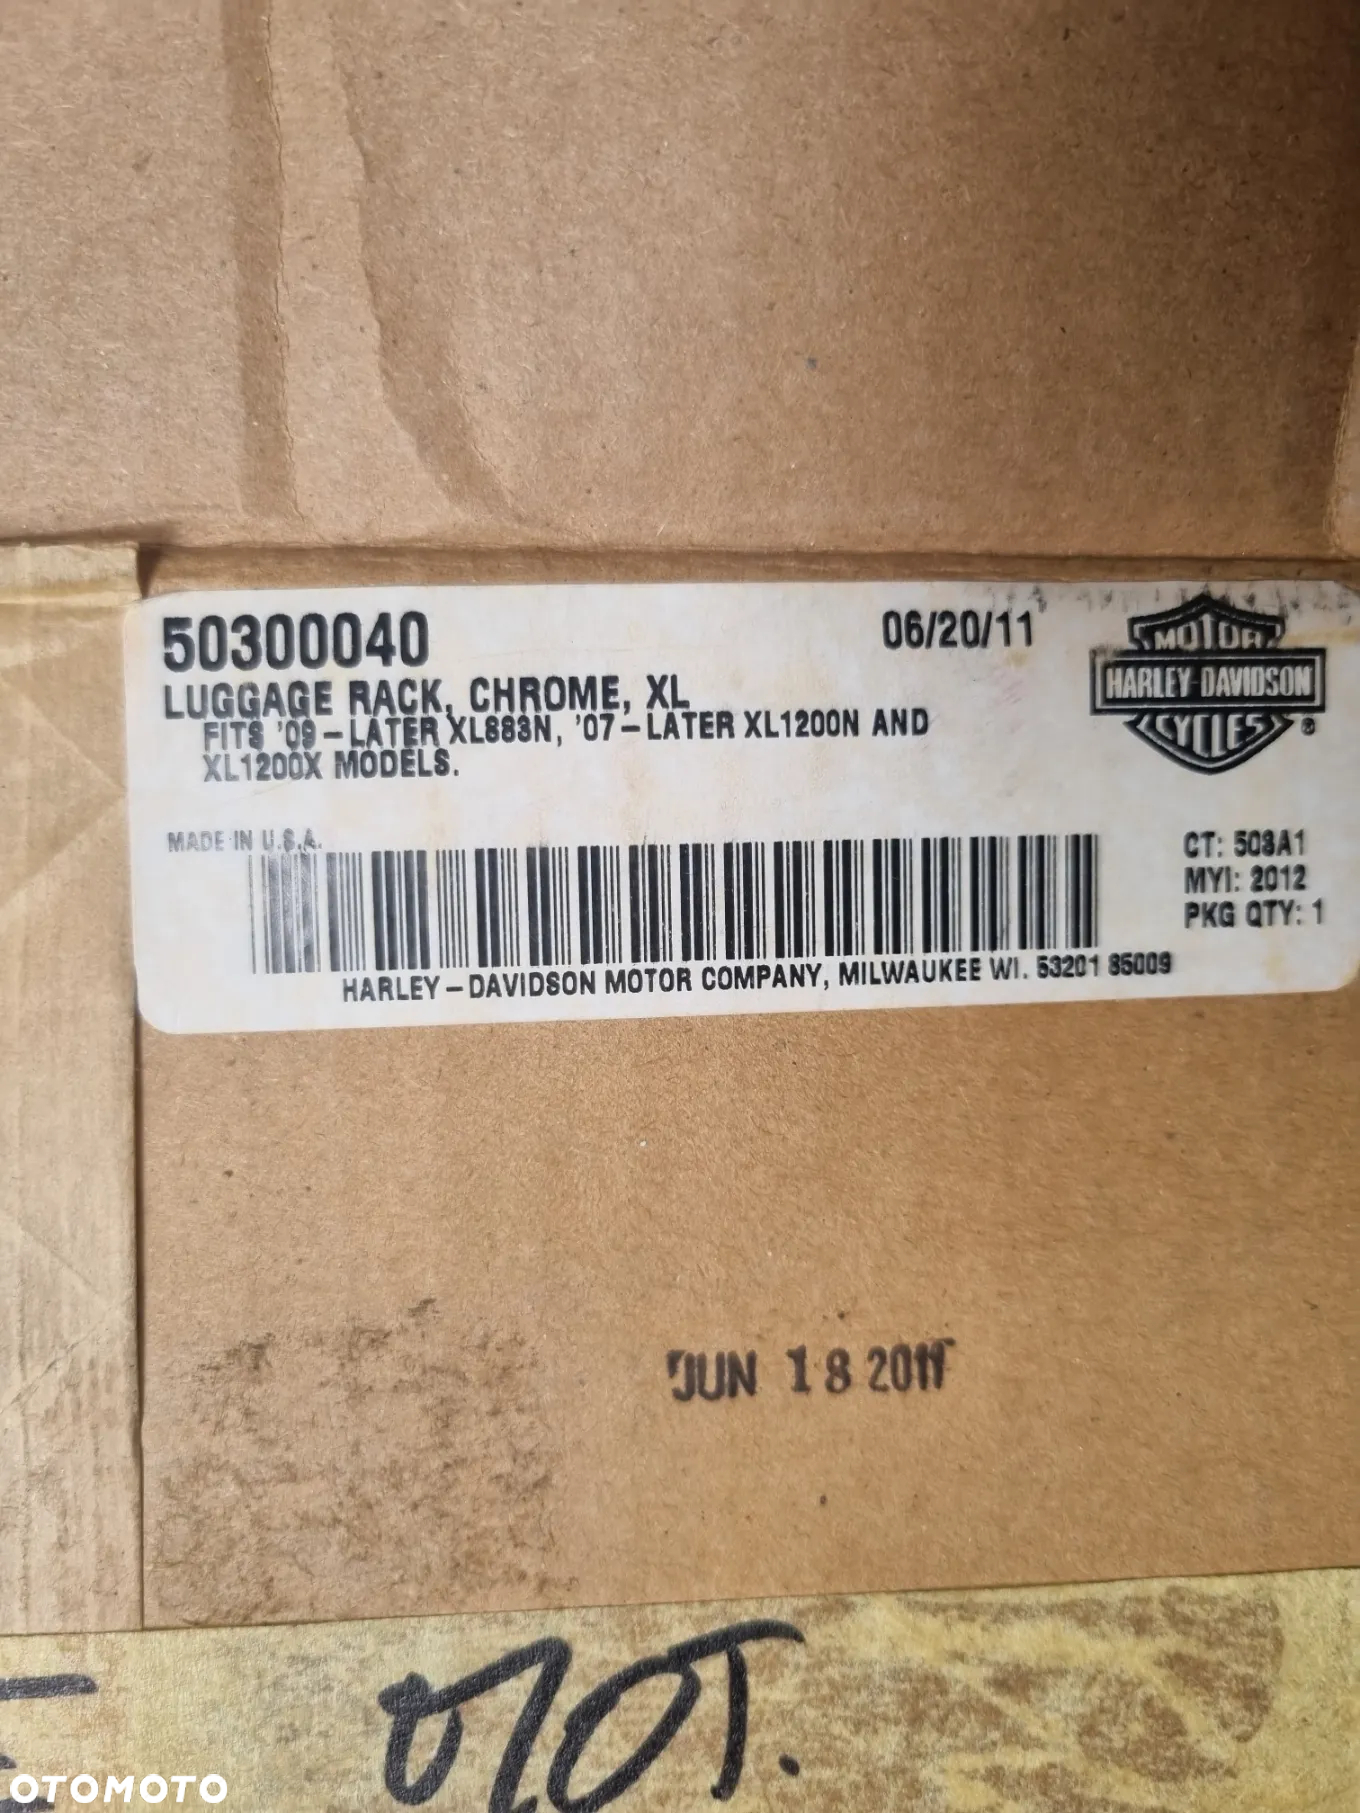 50300040
06/20/11
LUGGAGE RACK, CHROME, XL
FITS '09-LATER XL883N, '07-LATER XL1200N AND
XL1200X MODELS.
MOTOR
HARLEY-DAVIDSON
CYCLES ®
MADE IN U.S.A.
CT: 503A1
MYI: 2012
PKG QTY: 1
HARLEY-DAVIDSON MOTOR COMPANY, MILWAUKEE WI. 53201 85009
JUN 18 2011
OTOMOTO